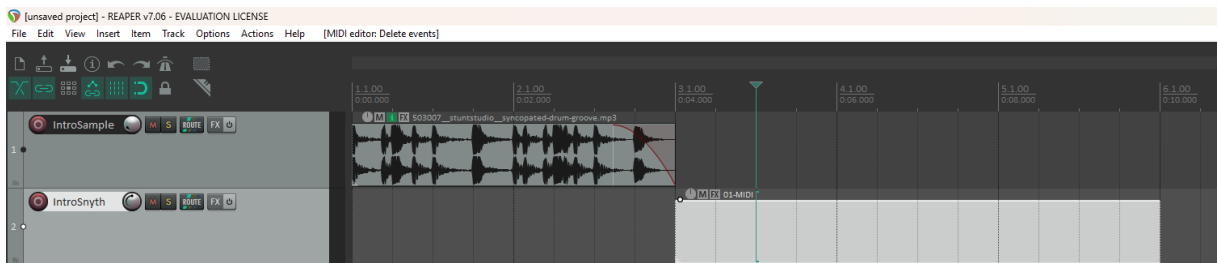 [unsaved project] - REAPER v7.06 - EVALUATION LICENSE
File Edit View Insert Item Track Options Actions Help [MIDI editor: Delete events]
1.1.00 2.1.00 3.1.00 4.1.00 5.1.00 6.1.00
0:00.000 0:02.000 0:04.000 0:06.000 0:08.000 0:10.000
IntroSample M S ROUTE FX
M i FX 503007__stuntstudio__syncopated-drum-groove.mp3
1
IntroSnyth M S ROUTE FX
M FX 01-MIDI
2